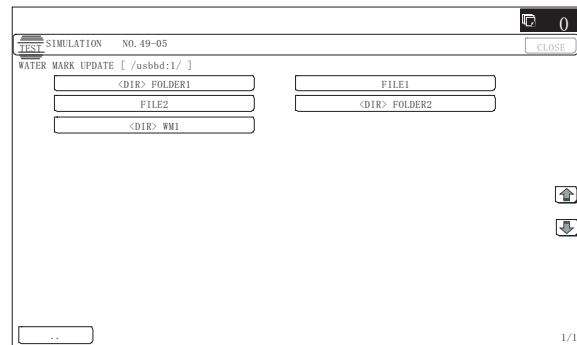 0
TEST SIMULATION NO. 49-05 CLOSE
WATER MARK UPDATE [ /usbbd:1/ ]
<DIR> FOLDER1 FILE1
FILE2 <DIR> FOLDER2
<DIR> WM1
.. 1/1